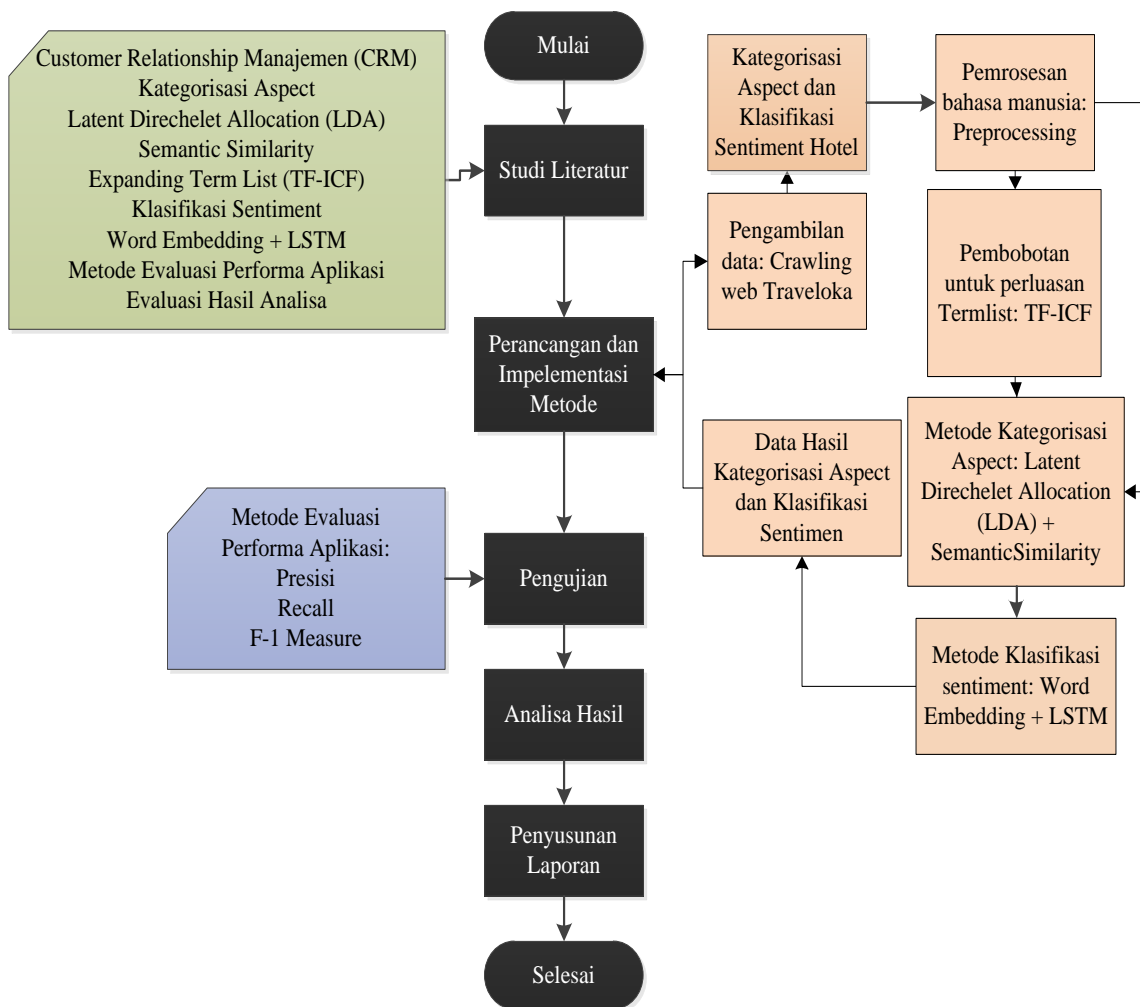 Customer Relationship Manajemen (CRM)
Kategorisasi Aspect
Latent Direchelet Allocation (LDA)
Semantic Similarity
Expanding Term List (TF-ICF)
Klasifikasi Sentiment
Word Embedding + LSTM
Metode Evaluasi Performa Aplikasi
Evaluasi Hasil Analisa
Mulai
Studi Literatur
Perancangan dan
Impelementasi
Metode
Metode Evaluasi
Performa Aplikasi:
Presisi
Recall
F-1 Measure
Pengujian
Analisa Hasil
Penyusunan
Laporan
Selesai
Kategorisasi
Aspect dan
Klasifikasi
Sentiment Hotel
Pengambilan
data: Crawling
web Traveloka
Pemrosesan
bahasa manusia:
Preprocessing
Pembobotan
untuk perluasan
Termlist: TF-ICF
Metode Kategorisasi
Aspect: Latent
Direchelet Allocation
(LDA) +
SemanticSimilarity
Metode Klasifikasi
sentiment: Word
Embedding + LSTM
Data Hasil
Kategorisasi Aspect
dan Klasifikasi
Sentimen